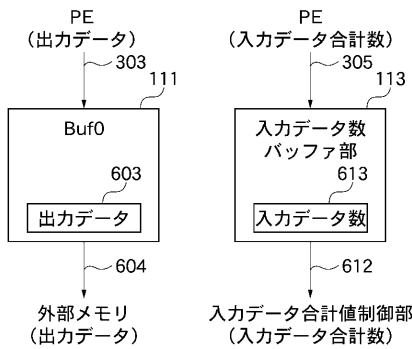 PE
(出力データ)
303
111
Buf0
603
出力データ
604
外部メモリ
(出力データ)
PE
(入力データ合計数)
305
113
入力データ数
バッファ部
613
入力データ数
612
入力データ合計値制御部
(入力データ合計数)